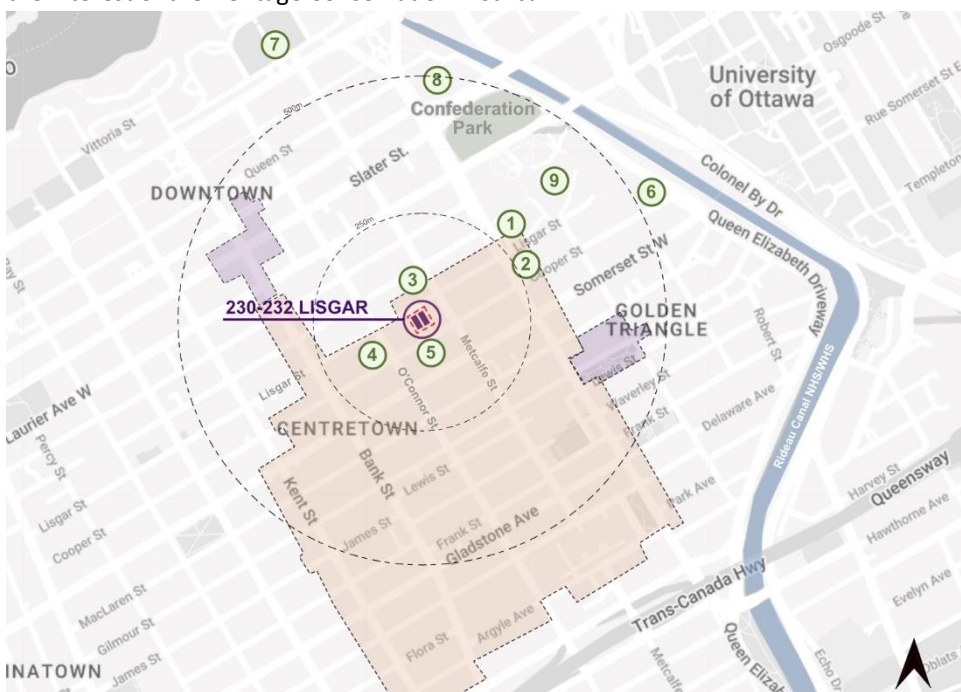 7
O
500m
8
University
of Ottawa
Osgoode St
Rue Somerset St E
Confederation
Park
Vittoria St
Queen St
Slater St.
DOWNTOWN
9
6
Colonel By Dr
Templeton
Queen Elizabeth Driveway
250m
1
Lisgar St
2
Cooper St
Somerset St W
3
230-232 LISGAR
GOLDEN
TRIANGLE
Robert St
4
5
Metcalfe St
Lewis St
Waverley St
Frank St
Delaware Ave
O'Connor St
Lisgar St
Laurier Ave W
Percy St
CENTRETOWN
Rideau Canal NHS/WHS
Bank St
Kent St
Lewis St
Park Ave
Harvey St
Queensway
Hawthorne Ave
Lisgar St
Cooper St
James St
Frank St
Gladstone Ave
Trans-Canada Hwy
Evelyn Ave
MacLaren St
Gilmour St
James St
Flora St
Argyle Ave
INATOWN
Metcalfe
Queen Elizab
Echo D
Oblats A